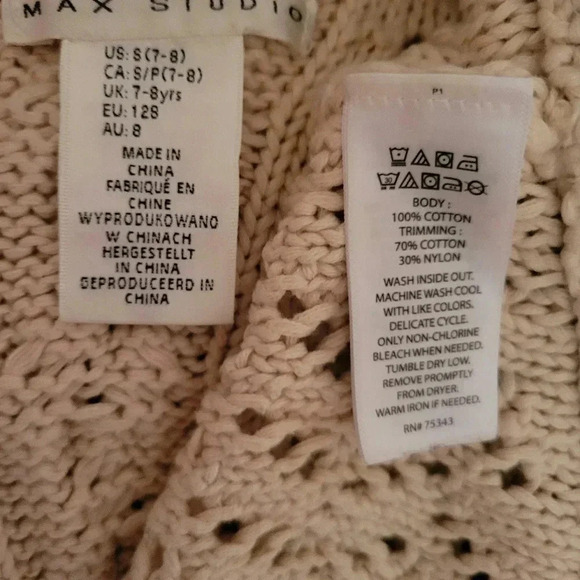 MAX STUDIO
US: S(7-8)
CA: S/P(7-8)
UK: 7-8yrs
EU: 128
AU: 8
MADE IN
CHINA
FABRIQUÉ EN
CHINE
WYPRODUKOWANO
W CHINACH
HERGESTELLT
IN CHINA
GEPRODUCEERD IN
CHINA
P1
30
BODY :
100% COTTON
TRIMMING :
70% COTTON
30% NYLON
WASH INSIDE OUT.
MACHINE WASH COOL
WITH LIKE COLORS.
DELICATE CYCLE.
ONLY NON-CHLORINE
BLEACH WHEN NEEDED.
TUMBLE DRY LOW.
REMOVE PROMPTLY
FROM DRYER.
WARM IRON IF NEEDED.
RN# 75343